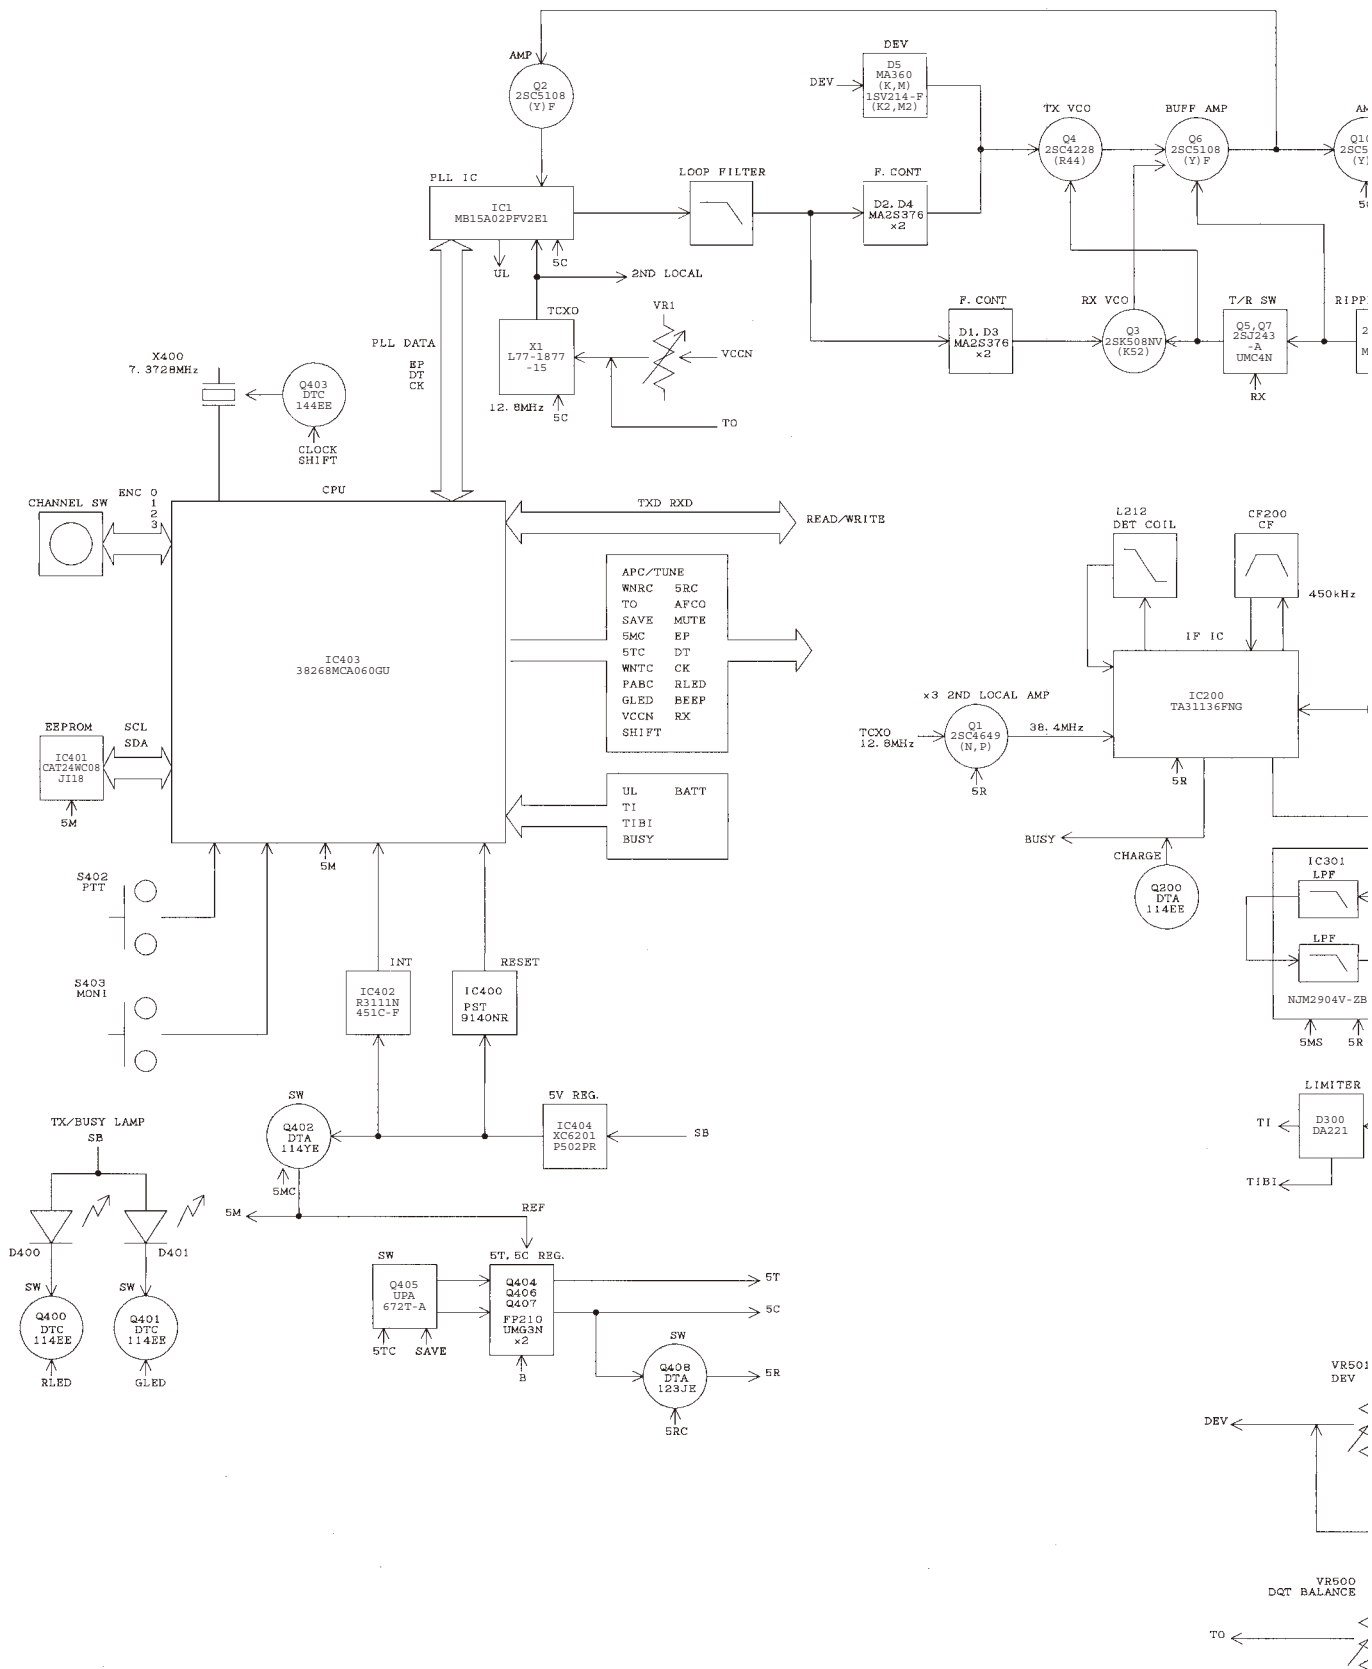 AMP
Q2
2SC5108
(Y)F
DEV
DEV
D5
MA360
(K,M)
1SV214-F
(K2,M2)
TX VCO
Q4
2SC4228
(R44)
BUFF AMP
Q6
2SC5108
(Y)F
PLL IC
IC1
MB15A02PFV2E1
UL
5C
LOOP FILTER
F. CONT
D2, D4
MA2S376
x2
2ND LOCAL
TCXO
X1
L77-1877
-15
12. 8MHz
5C
VR1
VCCN
TO
F. CONT
D1, D3
MA2S376
x2
RX VCO
Q3
2SK508NV
(K52)
T/R SW
Q5,Q7
2SJ243
-A
UMC4N
RX
PLL DATA
EP
DT
CK
X400
7. 3728MHz
Q403
DTC
144EE
CLOCK
SHIFT
CHANNEL SW
ENC 0
1
2
3
CPU
IC403
38268MCA060GU
TXD RXD
READ/WRITE
APC/TUNE
WNRC 5RC
TO AFCO
SAVE MUTE
5MC EP
5TC DT
WNTC CK
PABC RLED
GLED BEEP
VCCN RX
SHIFT
UL BATT
TI
TIBI
BUSY
EEPROM
SCL
SDA
IC401
CAT24WC08
JI18
5M
5M
S402
PTT
S403
MONI
INT
IC402
R3111N
451C-F
RESET
IC400
PST
9140NR
L212
DET COIL
CF200
CF
450kHz
IF IC
IC200
TA31136FNG
x3 2ND LOCAL AMP
TCXO
12. 8MHz
Q1
2SC4649
(N,P)
38. 4MHz
5R
5R
BUSY
CHARGE
Q200
DTA
114EE
IC301
LPF
LPF
NJM2904V-ZB
5MS
5R
LIMITER
D300
DA221
TI
TIBI
SW
Q402
DTA
114YE
5MC
5V REG.
IC404
XC6201
P502PR
SB
TX/BUSY LAMP
SB
D400
D401
SW
Q400
DTC
114EE
RLED
SW
Q401
DTC
114EE
GLED
5M
REF
SW
Q405
UPA
672T-A
5TC
SAVE
5T, 5C REG.
Q404
Q406
Q407
FP210
UMG3N
x2
B
5T
5C
SW
Q408
DTA
123JE
5R
5RC
VR501
DEV
DEV
VR500
DQT BALANCE
TO